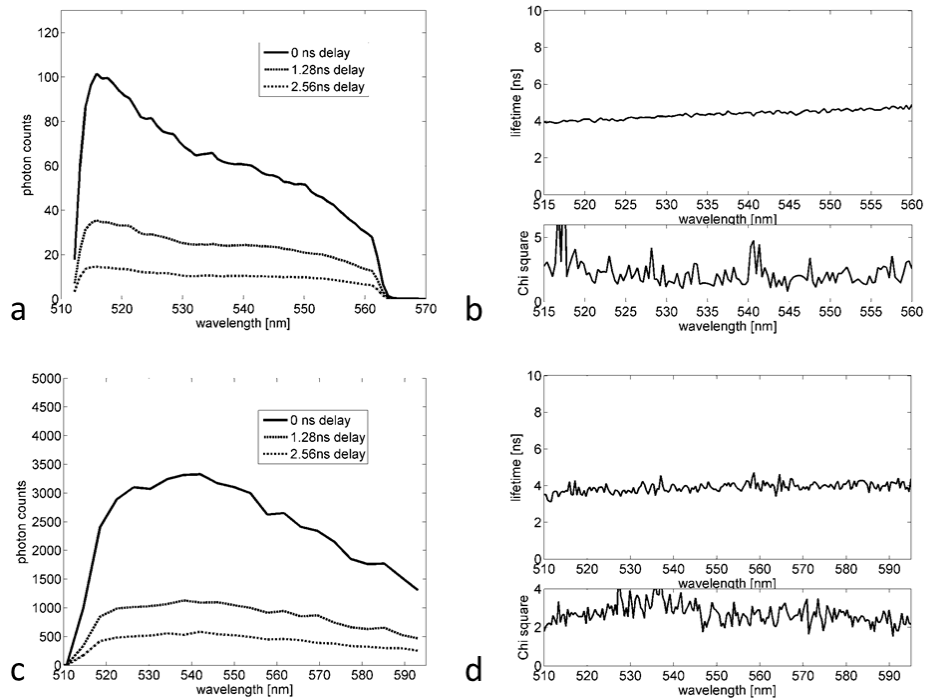 120
100
80
60
40
20
0
photon counts
0 ns delay
1.28ns delay
2.56ns delay
510 520 530 540 550 560 570
wavelength [nm]
a
10
8
6
4
2
0
lifetime [ns]
515 520 525 530 535 540 545 550 555 560
wavelength [nm]
5
0
Chi square
515 520 525 530 535 540 545 550 555 560
wavelength [nm]
b
5000
4500
4000
3500
3000
2500
2000
1500
1000
500
0
photon counts
0 ns delay
1.28ns delay
2.56ns delay
510 520 530 540 550 560 570 580 590
wavelength [nm]
c
10
8
6
4
2
0
lifetime [ns]
510 520 530 540 550 560 570 580 590
wavelength [nm]
4
2
0
Chi square
510 520 530 540 550 560 570 580 590
wavelength [nm]
d